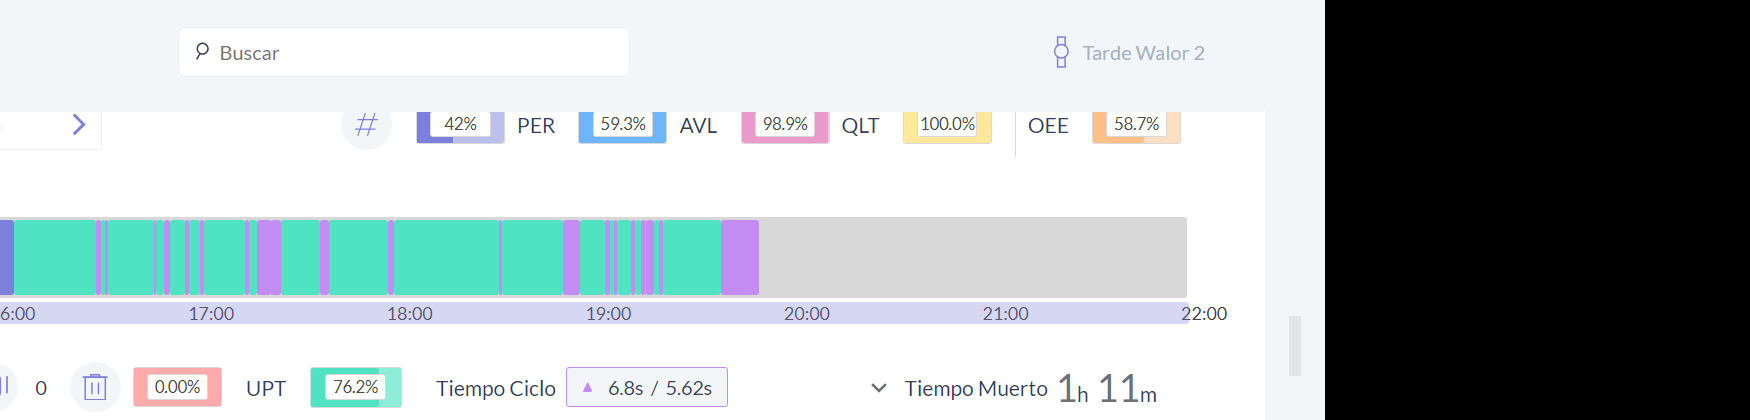 Buscar
Tarde Walor 2
42% PER 59.3% AVL 98.9% QLT 100.0% OEE 58.7%
6:00 17:00 18:00 19:00 20:00 21:00 22:00
0 0.00% UPT 76.2% Tiempo Ciclo ▲ 6.8s / 5.62s Tiempo Muerto 1h 11m